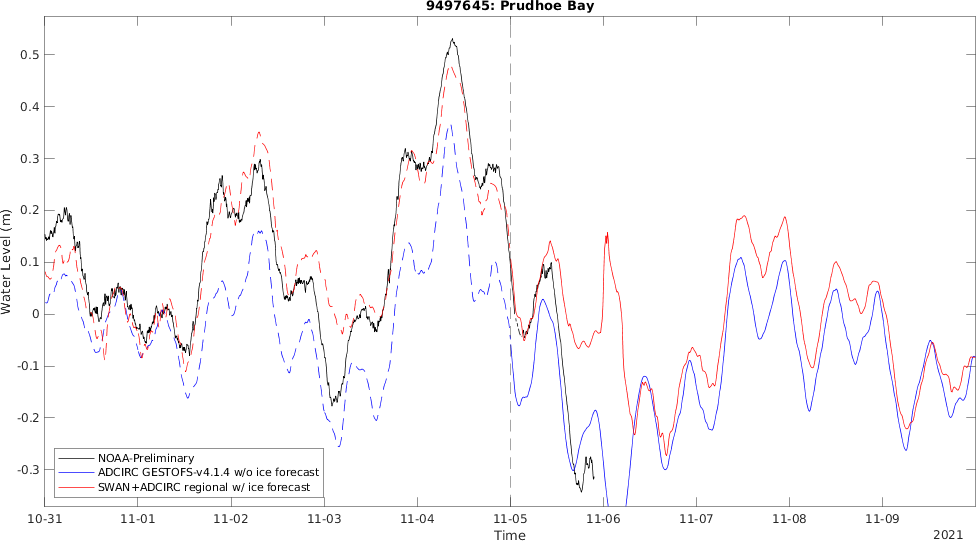 9497645: Prudhoe Bay
Water Level (m)
0.5
0.4
0.3
0.2
0.1
0
-0.1
-0.2
-0.3
NOAA-Preliminary
ADCIRC GESTOFS-v4.1.4 w/o ice forecast
SWAN+ADCIRC regional w/ ice forecast
10-31 11-01 11-02 11-03 11-04 11-05 11-06 11-07 11-08 11-09
Time
2021